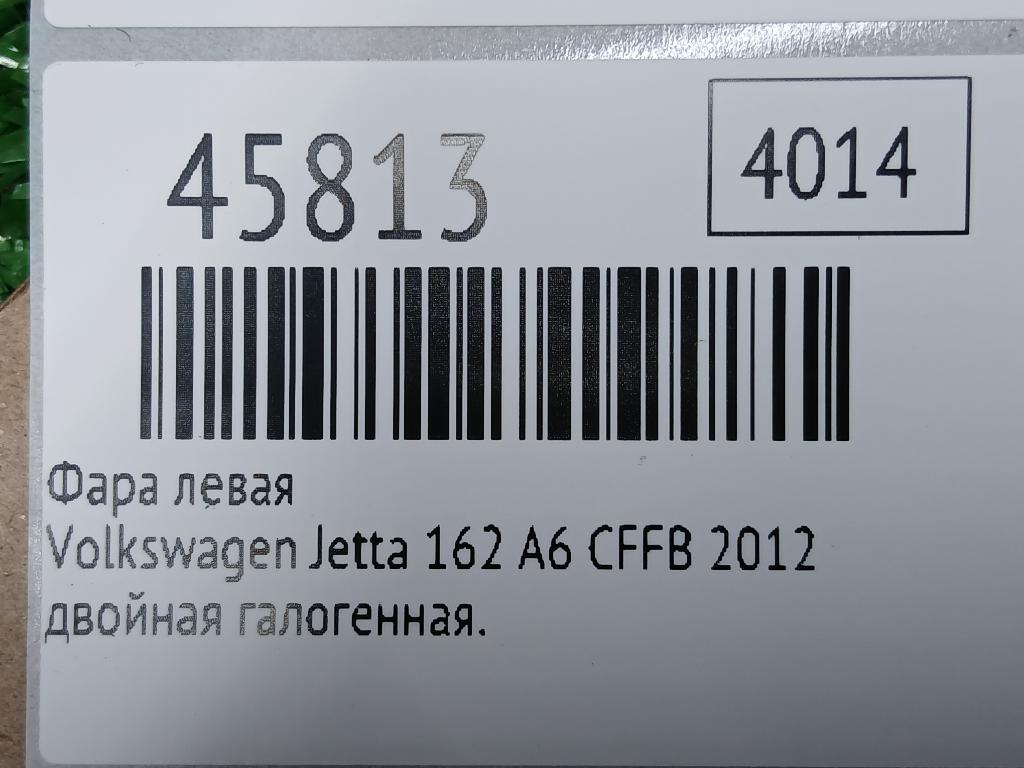 45813
4014
Фара левая
Volkswagen Jetta 162 A6 CFFB 2012
двойная галогенная.